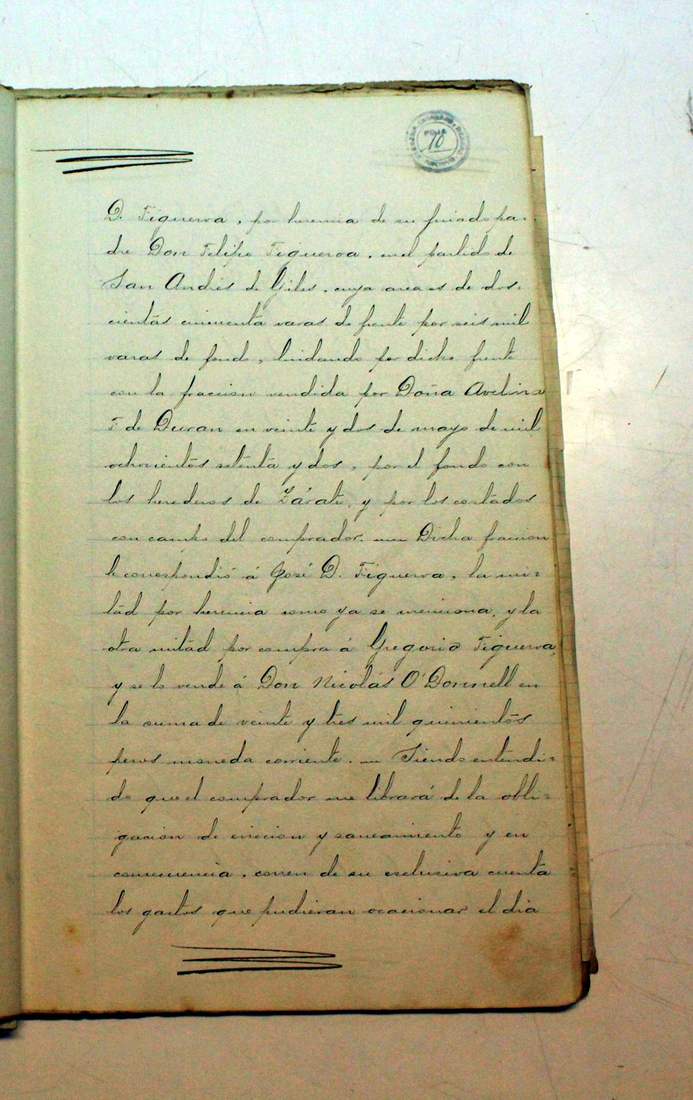 FOLIO
70
D. Figueroa, por herencia de su finado pa-
dre Don Felipe Figueroa, en el partido de
San Andrés de Giles, cuya area es de dos-
cientas cincuenta varas de frente por seis mil
varas de fondo, lindando por dicho frente
con la fraccion vendida por Doña Avelina
F de Duran en veinte y dos de mayo de mil
ochocientos setenta y dos, por el fondo con
los herederos de Zárate, y por los costados
con campo del comprador. — Dicha fraccion
le correspondió á José D. Figueroa, la mi-
tad por herencia como ya se menciona, y la
otra mitad por compra á Gregorio Figueroa,
y se lo vende á Don Nicolás O'Donnell en
la suma de veinte y tres mil quinientos
pesos moneda corriente. — Siendo entendi-
do que el comprador me librará de la obli-
gacion de eviccion y saneamiento y en
consecuencia, corren de su esclusiva cuenta
los gastos que pudieran ocasionar el dia